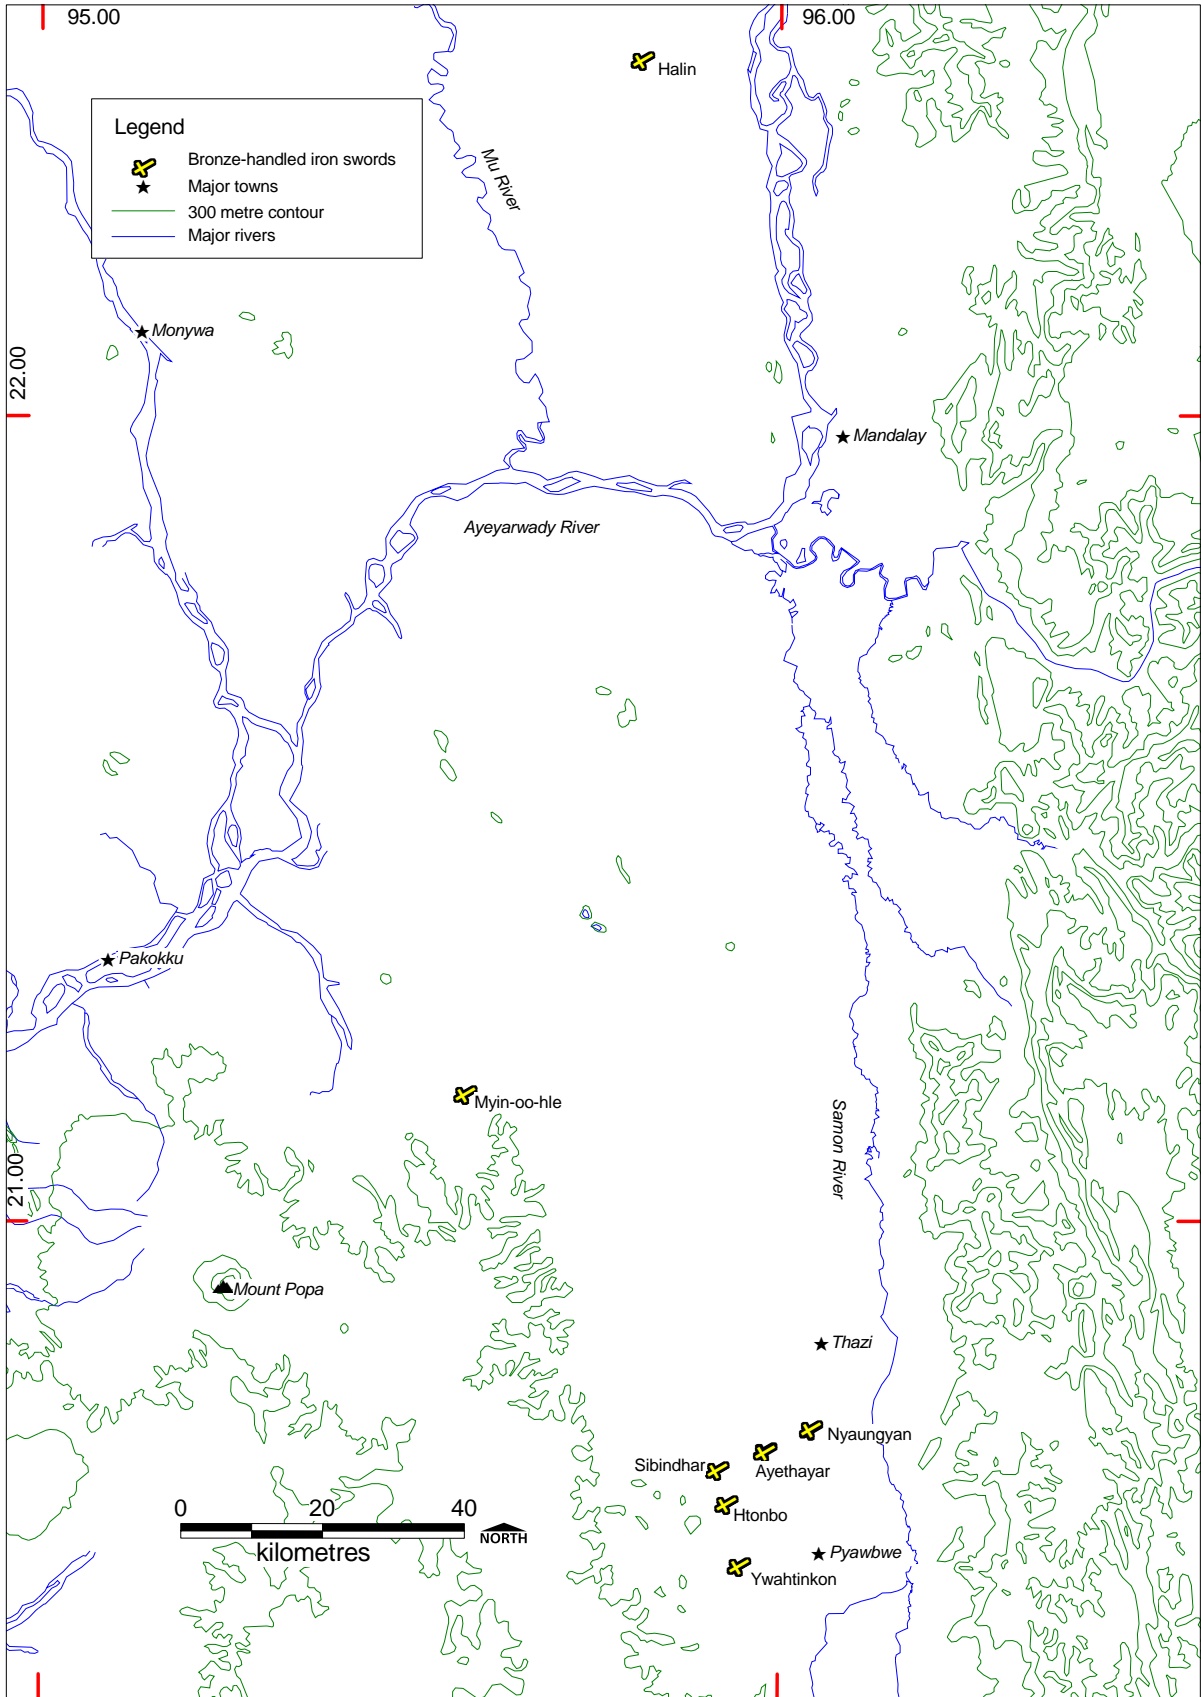 95.00
96.00
Halin
Legend
Bronze-handled iron swords
Major towns
300 metre contour
Major rivers
Mu River
Monywa
22.00
Mandalay
Ayeyarwady River
Pakokku
Myin-oo-hle
Samon River
21.00
Mount Popa
Thazi
Nyaungyan
Sibindhar
Ayethayar
Htonbo
0 20 40
kilometres
NORTH
Pyawbwe
Ywahtinkon